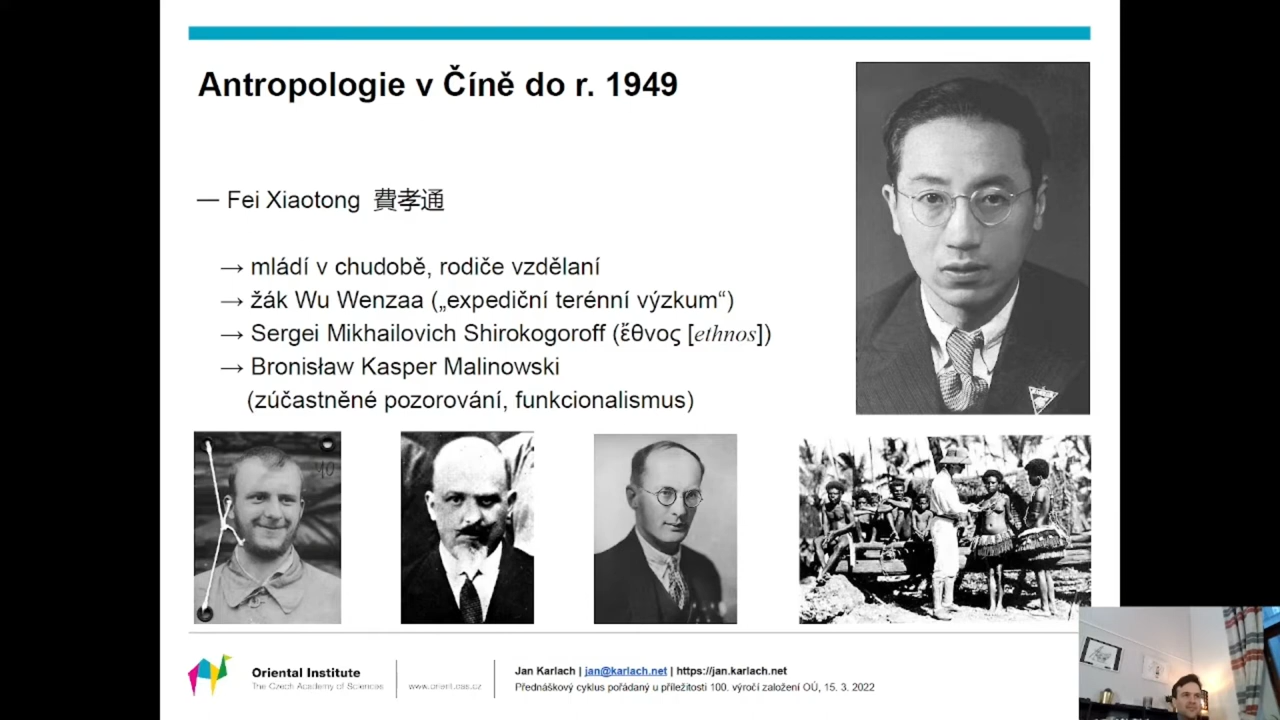 Antropologie v Číně do r. 1949
— Fei Xiaotong 費孝通
→ mládí v chudobě, rodiče vzdělaní
→ žák Wu Wenzaa („expediční terénní výzkum“)
→ Sergei Mikhailovich Shirokogoroff (ἔθνος [ethnos])
→ Bronisław Kasper Malinowski
(zúčastněné pozorování, funkcionalismus)
Oriental Institute
The Czech Academy of Sciences
www.orient.cas.cz
Jan Karlach | jan@karlach.net | https://jan.karlach.net
Přednáškový cyklus pořádaný u příležitosti 100. výročí založení OÚ, 15. 3. 2022